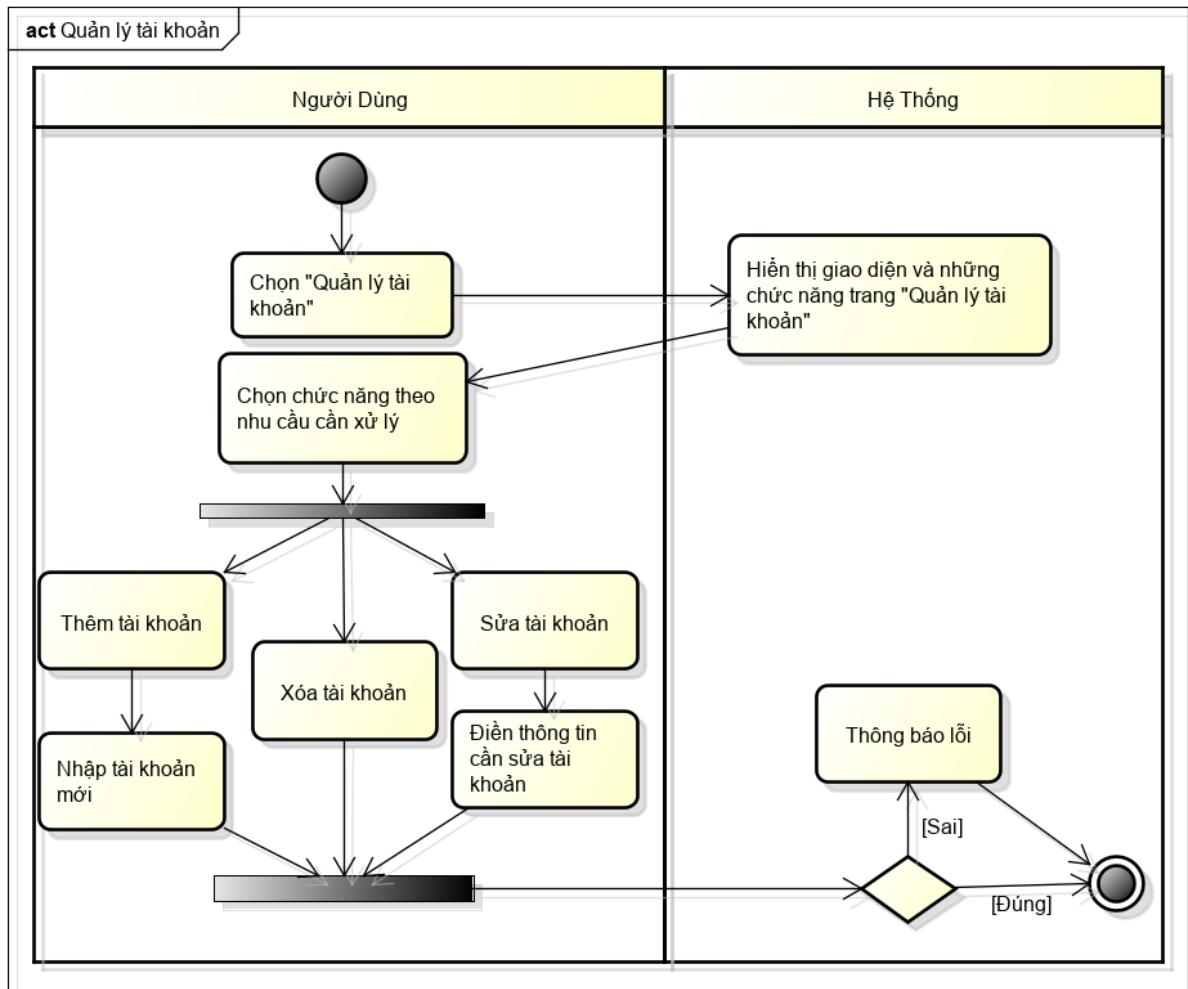 act Quản lý tài khoản
Người Dùng
Hệ Thống
Chọn "Quản lý tài
khoản"
Hiển thị giao diện và những
chức năng trang "Quản lý tài
khoản"
Chọn chức năng theo
nhu cầu cần xử lý
Thêm tài khoản
Xóa tài khoản
Sửa tài khoản
Nhập tài khoản
mới
Điền thông tin
cần sửa tài
khoản
Thông báo lỗi
[Sai]
[Đúng]